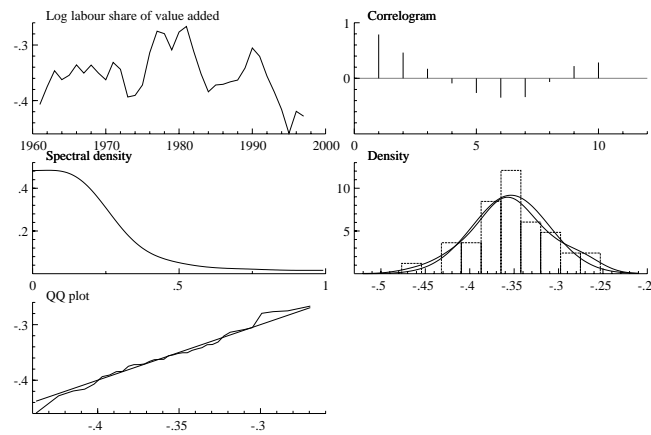 Log labour share of value added
-.3
-.4
1960 1970 1980 1990 2000
Correlogram
1
0
0 5 10
Spectral density
.4
.2
0 .5 1
Density
10
5
-.5 -.45 -.4 -.35 -.3 -.25 -.2
QQ plot
-.3
-.4
-.4 -.35 -.3